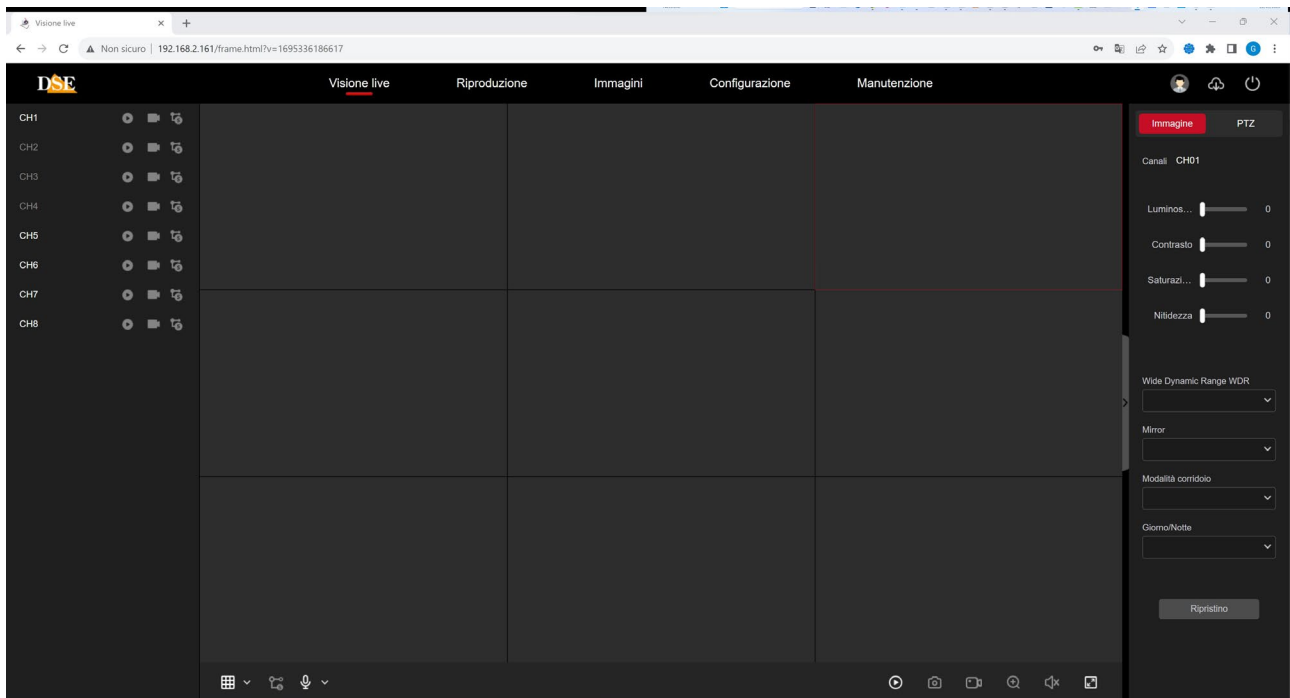 Visione live
Non sicuro | 192.168.2.161/frame.html?v=1695336186617
G
DSE
Visione live
Riproduzione
Immagini
Configurazione
Manutenzione
CH1
CH2
CH3
CH4
CH5
CH6
CH7
CH8
Immagine
PTZ
Canali CH01
Luminos... 0
Contrasto 0
Saturazi... 0
Nitidezza 0
Wide Dynamic Range WDR
Mirror
Modalità corridoio
Giorno/Notte
Ripristino